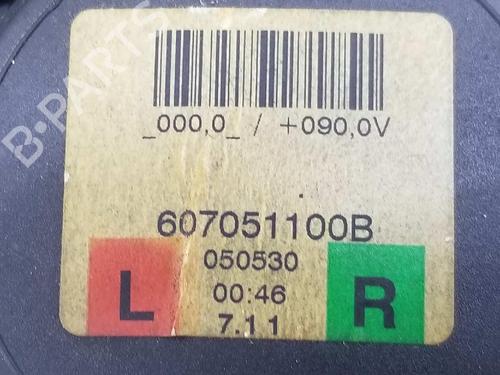 B-PARTS
_000,0_ / +090,0V
607051100B
050530
L
00:46
R
7.11